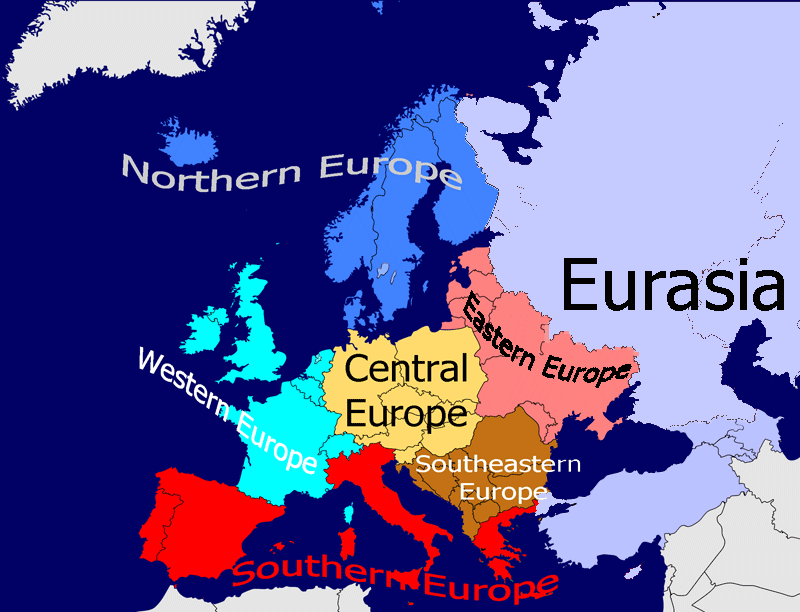 Northern Europe
Eurasia
Eastern Europe
Western Europe
Central
Europe
Southeastern
Europe
Southern Europe